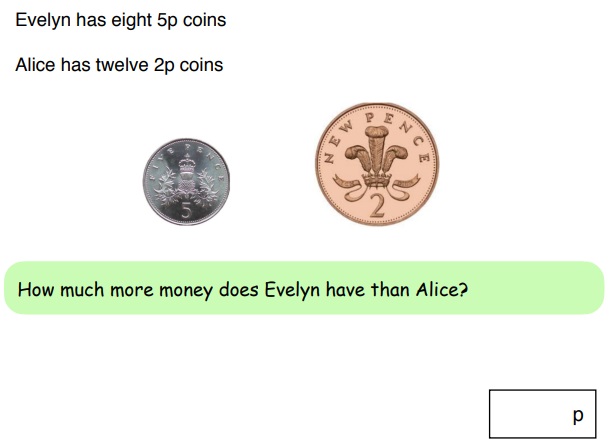 Evelyn has eight 5p coins
Alice has twelve 2p coins
FIVE PENCE
5
NEW PENCE
2
How much more money does Evelyn have than Alice?
p